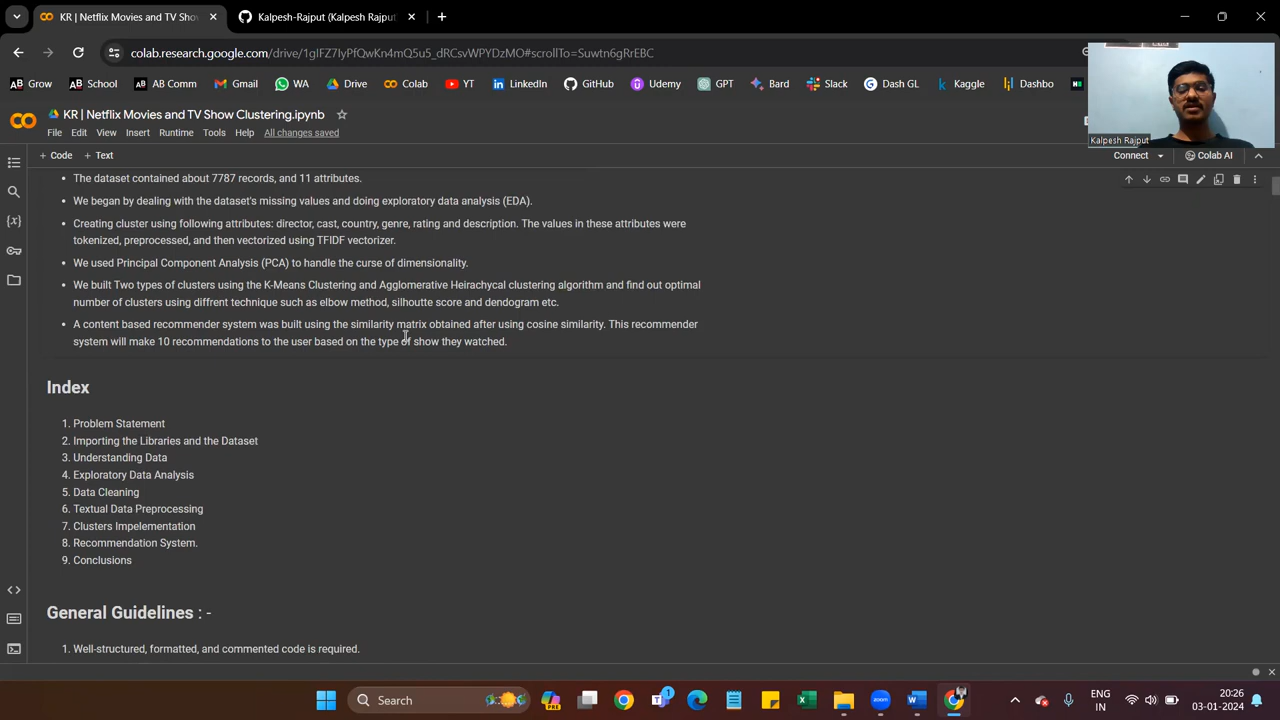 KR | Netflix Movies and TV Show
Kalpesh-Rajput (Kalpesh Rajput)
colab.research.google.com/drive/1gIFZ7IyPfQwKn4mQ5u5_dRCsvWPYDzMO#scrollTo=Suwtn6gRrEBC
AB Grow AB School AB Comm Gmail WA Drive Colab YT LinkedIn GitHub Udemy GPT Bard Slack Dash GL Kaggle Dashbo
KR | Netflix Movies and TV Show Clustering.ipynb
File Edit View Insert Runtime Tools Help All changes saved
Kalpesh Rajput
+ Code + Text Connect Colab AI
• The dataset contained about 7787 records, and 11 attributes.
• We began by dealing with the dataset's missing values and doing exploratory data analysis (EDA).
• Creating cluster using following attributes: director, cast, country, genre, rating and description. The values in these attributes were
tokenized, preprocessed, and then vectorized using TFIDF vectorizer.
• We used Principal Component Analysis (PCA) to handle the curse of dimensionality.
• We built Two types of clusters using the K-Means Clustering and Agglomerative Heirachycal clustering algorithm and find out optimal
number of clusters using diffrent technique such as elbow method, silhoutte score and dendogram etc.
• A content based recommender system was built using the similarity matrix obtained after using cosine similarity. This recommender
system will make 10 recommendations to the user based on the type of show they watched.
Index
1. Problem Statement
2. Importing the Libraries and the Dataset
3. Understanding Data
4. Exploratory Data Analysis
5. Data Cleaning
6. Textual Data Preprocessing
7. Clusters Impelementation
8. Recommendation System.
9. Conclusions
General Guidelines : -
1. Well-structured, formatted, and commented code is required.
Search
ENG
IN
20:26
03-01-2024